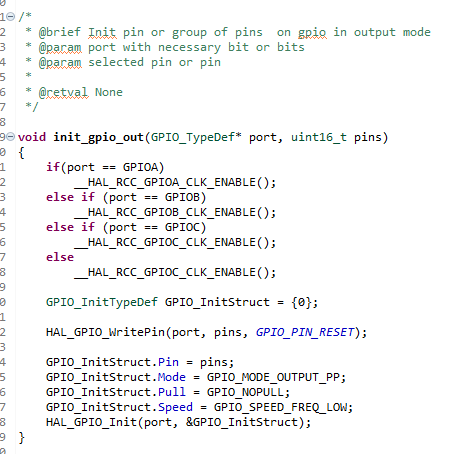 0
1 /*
2  * @brief Init pin or group of pins  on gpio in output mode
3  * @param port with necessary bit or bits
4  * @param selected pin or pin
5  *
6  * @retval None
7  */
8
9 void init_gpio_out(GPIO_TypeDef* port, uint16_t pins)
0 {
1     if(port == GPIOA)
2         __HAL_RCC_GPIOA_CLK_ENABLE();
3     else if (port == GPIOB)
4         __HAL_RCC_GPIOB_CLK_ENABLE();
5     else if (port == GPIOC)
6         __HAL_RCC_GPIOC_CLK_ENABLE();
7     else
8         __HAL_RCC_GPIOC_CLK_ENABLE();
9
0     GPIO_InitTypeDef GPIO_InitStruct = {0};
1
2     HAL_GPIO_WritePin(port, pins, GPIO_PIN_RESET);
3
4     GPIO_InitStruct.Pin = pins;
5     GPIO_InitStruct.Mode = GPIO_MODE_OUTPUT_PP;
6     GPIO_InitStruct.Pull = GPIO_NOPULL;
7     GPIO_InitStruct.Speed = GPIO_SPEED_FREQ_LOW;
8     HAL_GPIO_Init(port, &GPIO_InitStruct);
9 }
0